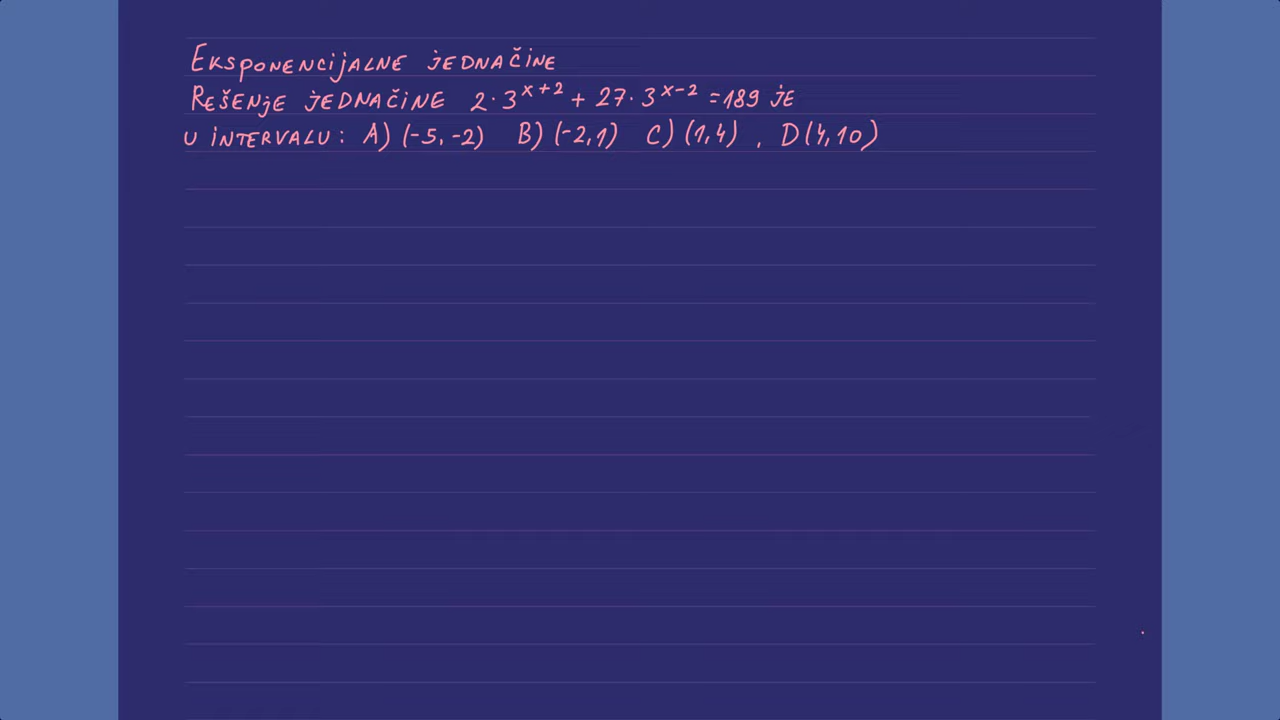 Eksponencijalne jednačine
Rešenje jednačine 2·3^{x+2} + 27·3^{x-2} = 189 je
u intervalu: A) (-5, -2) B) (-2, 1) C) (1, 4) , D (4, 10)